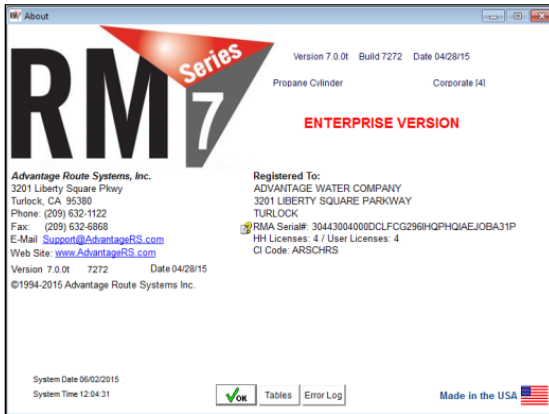 About
RM
Series
7
Version 7.0.0t Build 7272 Date 04/28/15
Propane Cylinder Corporate [4]
ENTERPRISE VERSION
Advantage Route Systems, Inc.
3201 Liberty Square Pkwy
Turlock, CA 95380
Phone: (209) 632-1122
Fax: (209) 632-6868
E-Mail Support@AdvantageRS.com
Web Site: www.AdvantageRS.com
Version 7.0.0t 7272 Date 04/28/15
©1994-2015 Advantage Route Systems Inc.
Registered To:
ADVANTAGE WATER COMPANY
3201 LIBERTY SQUARE PARKWAY
TURLOCK
RMA Serial#: 30443004000DCLFCG296IHQPHQIAEJOBA31P
HH Licenses: 4 / User Licenses: 4
CI Code: ARSCHRS
System Date 06/02/2015
System Time 12:04:31
OK Tables Error Log
Made in the USA